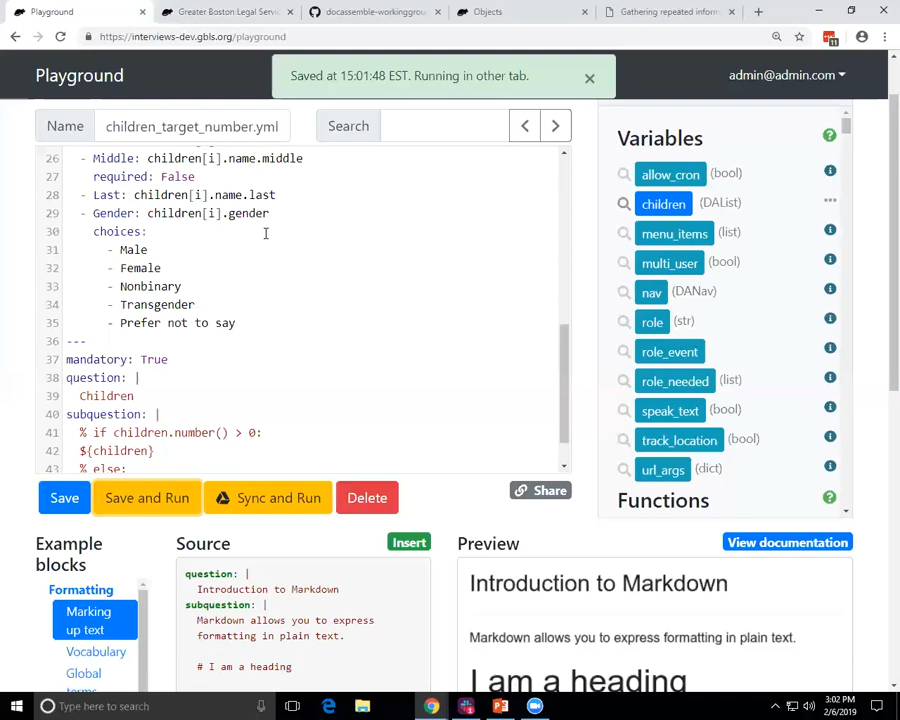 Playground
Greater Boston Legal Servi
docassemble-workinggrou
Objects
Gathering repeated inform
https://interviews-dev.gbls.org/playground
11
Playground
Saved at 15:01:48 EST. Running in other tab.
admin@admin.com
Name
children_target_number.yml
Search
26 - Middle: children[i].name.middle
27 required: False
28 - Last: children[i].name.last
29 - Gender: children[i].gender
30 choices:
31 - Male
32 - Female
33 - Nonbinary
34 - Transgender
35 - Prefer not to say
36 ---
37 mandatory: True
38 question: |
39 Children
40 subquestion: |
41 % if children.number() > 0:
42 ${children}
43 % else:
Save
Save and Run
Sync and Run
Delete
Share
Variables
allow_cron (bool)
children (DAList)
menu_items (list)
multi_user (bool)
nav (DANav)
role (str)
role_event
role_needed (list)
speak_text (bool)
track_location (bool)
url_args (dict)
Functions
Example blocks
Formatting
Marking up text
Vocabulary
Global
terms
Source
Insert
question: |
Introduction to Markdown
subquestion: |
Markdown allows you to express
formatting in plain text.
# I am a heading
Preview
View documentation
Introduction to Markdown
Markdown allows you to express formatting in plain text.
I am a heading
Type here to search
3:02 PM
2/6/2019